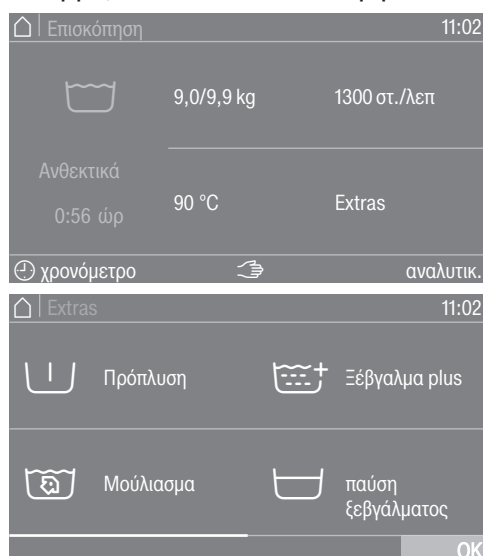 Επισκόπηση 11:02
9,0/9,9 kg 1300 στ./λεπ
Ανθεκτικά
0:56 ώρ
90 °C Extras
χρονόμετρο αναλυτικ.
Extras 11:02
Πρόπλυση Ξέβγαλμα plus
Μούλιασμα παύση
ξεβγάλματος
OK